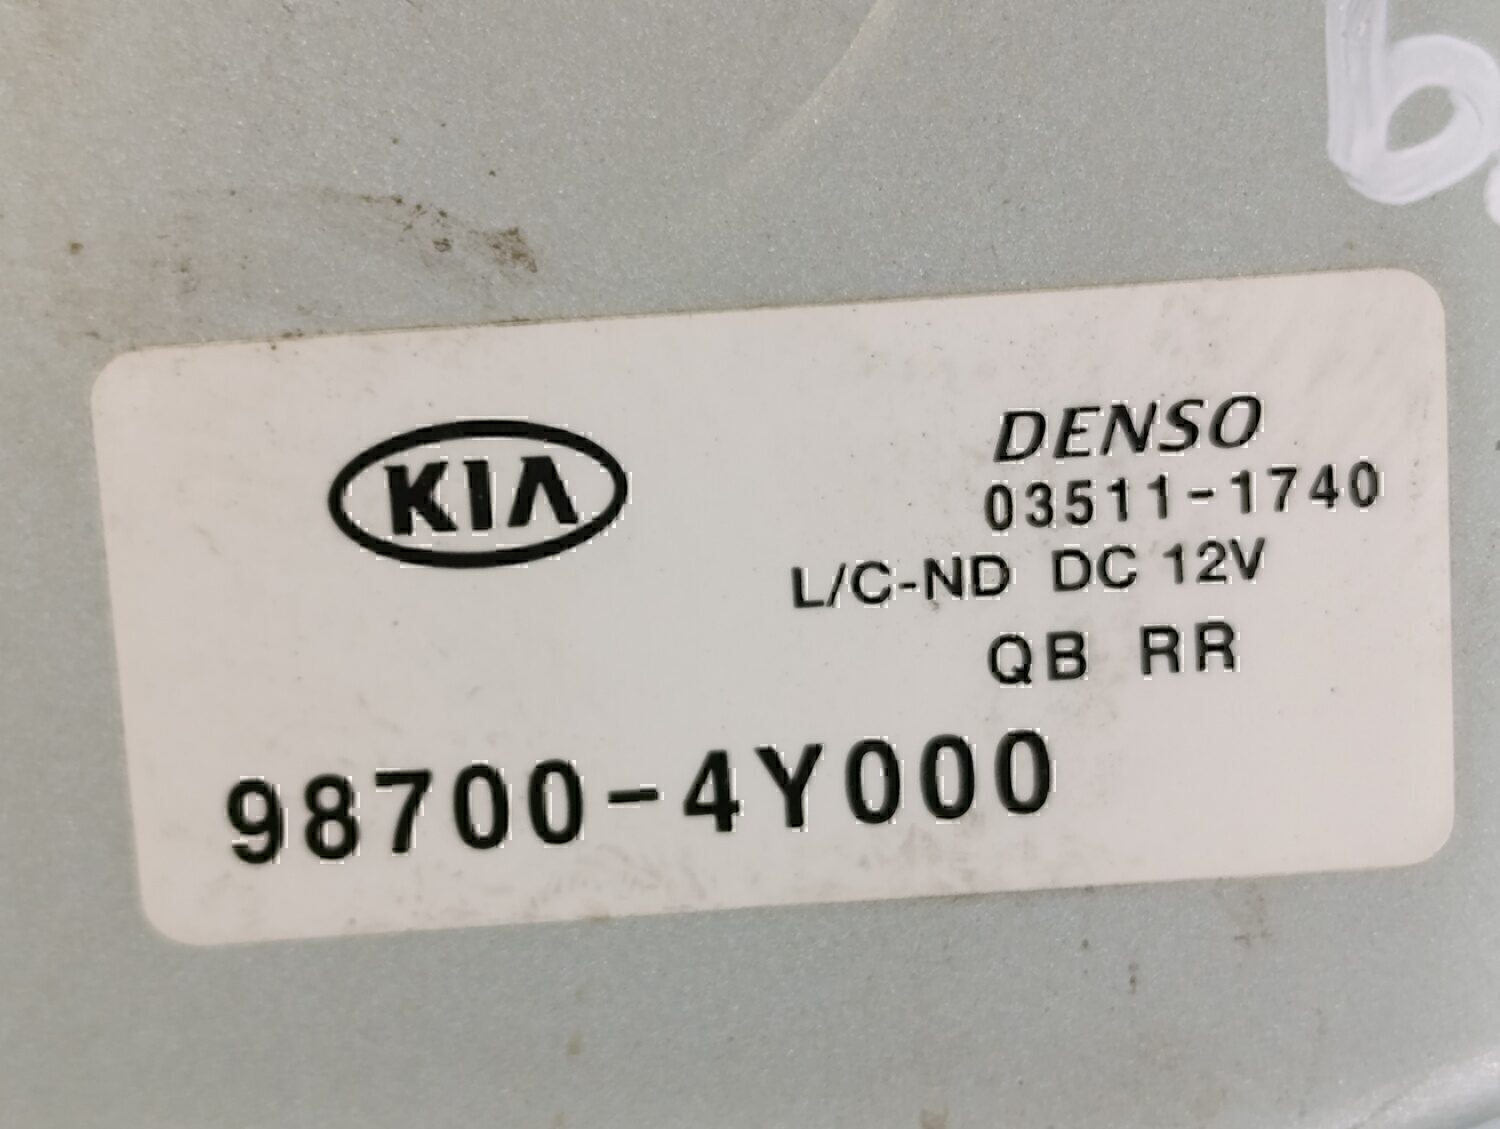 KIA
DENSO
03511-1740
L/C-ND DC 12V
QB RR
98700-4Y000